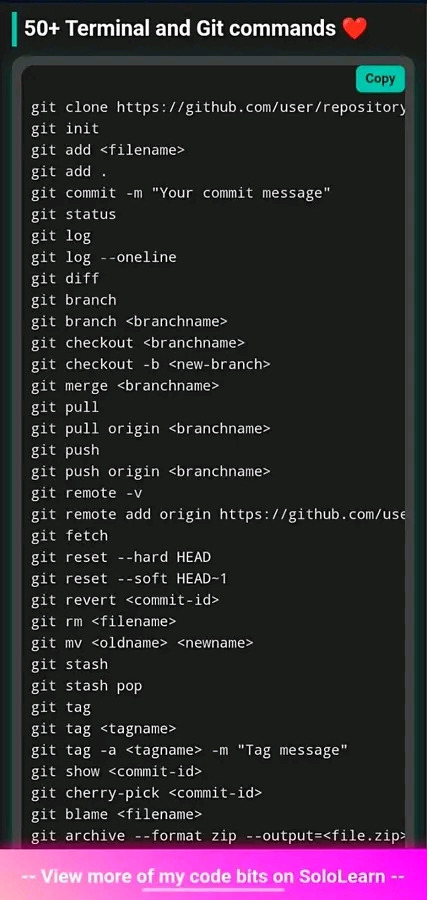 50+ Terminal and Git commands ❤️
Copy
git clone https://github.com/user/repository
git init
git add <filename>
git add .
git commit -m "Your commit message"
git status
git log
git log --oneline
git diff
git branch
git branch <branchname>
git checkout <branchname>
git checkout -b <new-branch>
git merge <branchname>
git pull
git pull origin <branchname>
git push
git push origin <branchname>
git remote -v
git remote add origin https://github.com/use
git fetch
git reset --hard HEAD
git reset --soft HEAD~1
git revert <commit-id>
git rm <filename>
git mv <oldname> <newname>
git stash
git stash pop
git tag
git tag <tagname>
git tag -a <tagname> -m "Tag message"
git show <commit-id>
git cherry-pick <commit-id>
git blame <filename>
git archive --format zip --output=<file.zip>
-- View more of my code bits on SoloLearn --